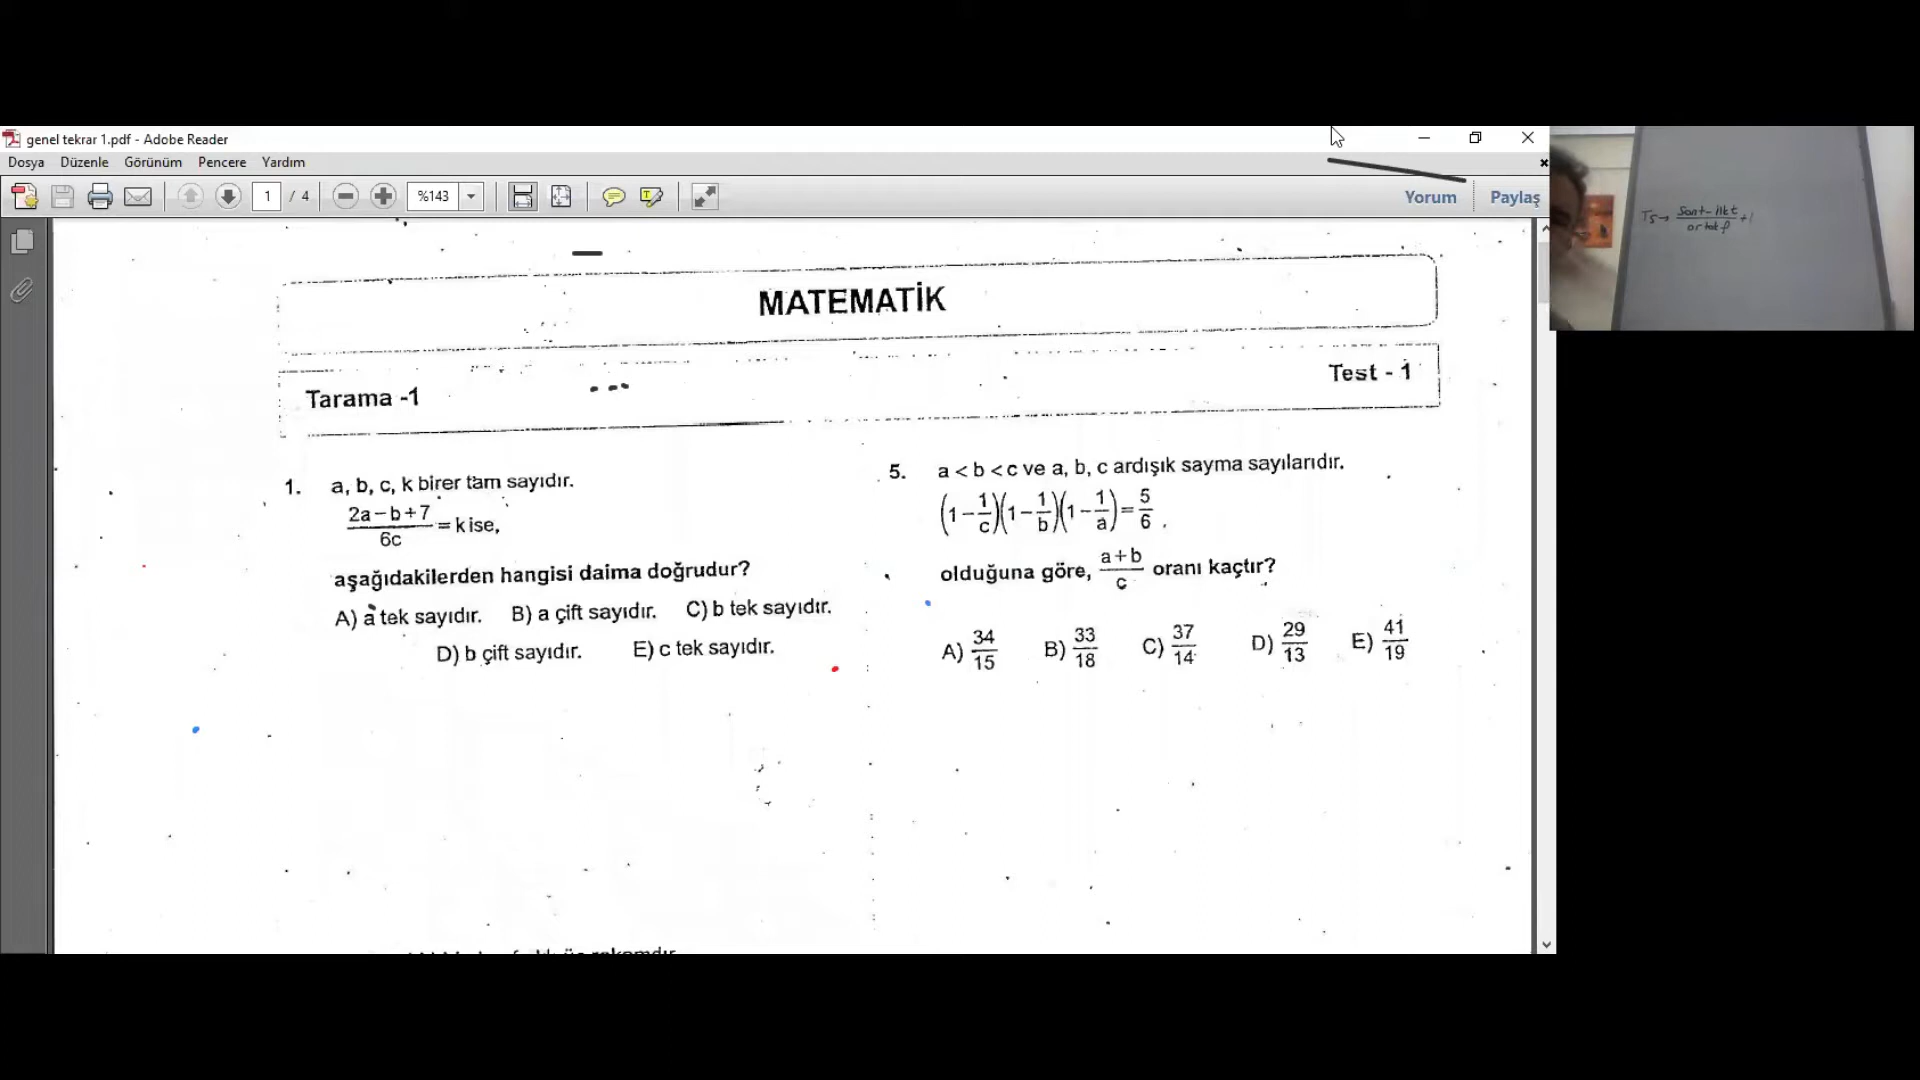 genel tekrar 1.pdf - Adobe Reader
Dosya Düzenle Görünüm Pencere Yardım
1 / 4 %143 Yorum Paylaş
MATEMATİK
Tarama -1
Test - 1
1. a, b, c, k birer tam sayıdır.
(2a – b + 7)/6c = k ise,
aşağıdakilerden hangisi daima doğrudur?
A) a tek sayıdır. B) a çift sayıdır. C) b tek sayıdır.
D) b çift sayıdır. E) c tek sayıdır.
5. a < b < c ve a, b, c ardışık sayma sayılarıdır.
(1 – 1/c)(1 – 1/b)(1 – 1/a) = 5/6
olduğuna göre, (a + b)/c oranı kaçtır?
A) 34/15 B) 33/18 C) 37/14 D) 29/13 E) 41/19
rakamdır